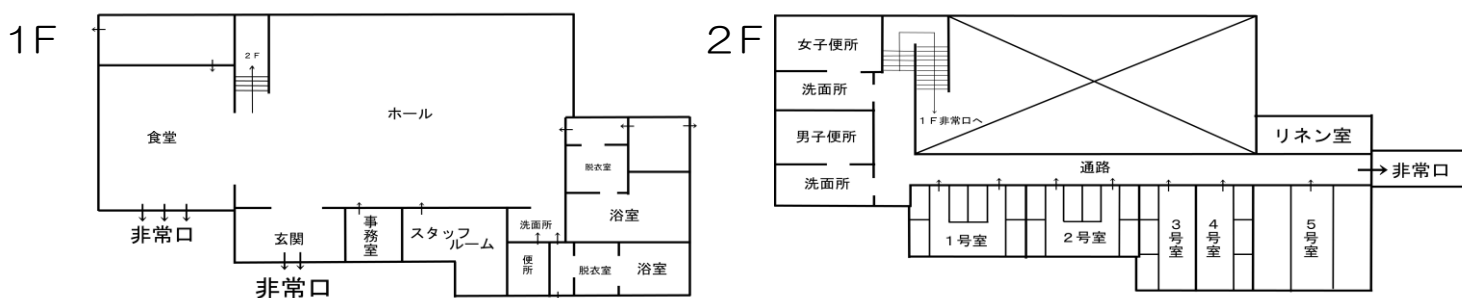 1F
2F
食堂
ホール
非常口
玄関
非常口
事務室
スタッフ
ルーム
洗面所
便所
脱衣室
浴室
脱衣室
浴室
2F
女子便所
洗面所
男子便所
洗面所
1F非常口へ
リネン室
通路
非常口
1号室
2号室
3号室
4号室
5号室